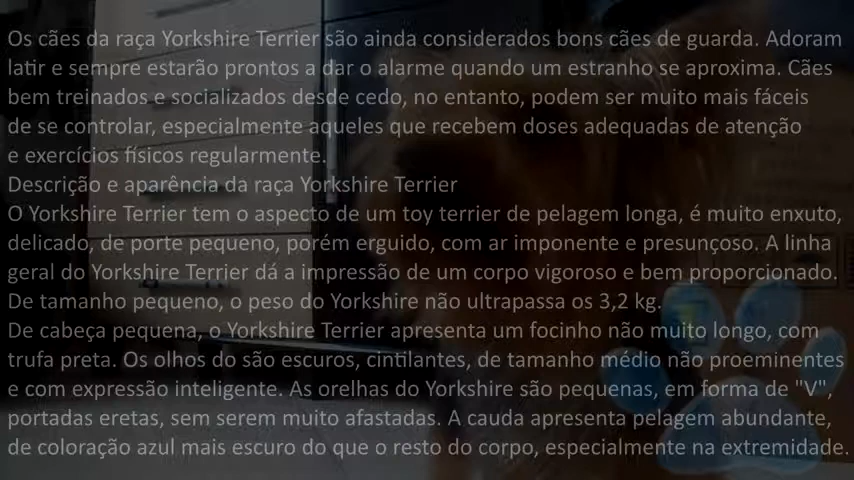 Os cães da raça Yorkshire Terrier são ainda considerados bons cães de guarda. Adoram
latir e sempre estarão prontos a dar o alarme quando um estranho se aproxima. Cães
bem treinados e socializados desde cedo, no entanto, podem ser muito mais fáceis
de se controlar, especialmente aqueles que recebem doses adequadas de atenção
e exercícios físicos regularmente.
Descrição e aparência da raça Yorkshire Terrier
O Yorkshire Terrier tem o aspecto de um toy terrier de pelagem longa, é muito enxuto,
delicado, de porte pequeno, porém erguido, com ar imponente e presunçoso. A linha
geral do Yorkshire Terrier dá a impressão de um corpo vigoroso e bem proporcionado.
De tamanho pequeno, o peso do Yorkshire não ultrapassa os 3,2 kg.
De cabeça pequena, o Yorkshire Terrier apresenta um focinho não muito longo, com
trufa preta. Os olhos do são escuros, cintilantes, de tamanho médio não proeminentes
e com expressão inteligente. As orelhas do Yorkshire são pequenas, em forma de "V",
portadas eretas, sem serem muito afastadas. A cauda apresenta pelagem abundante,
de coloração azul mais escuro do que o resto do corpo, especialmente na extremidade.